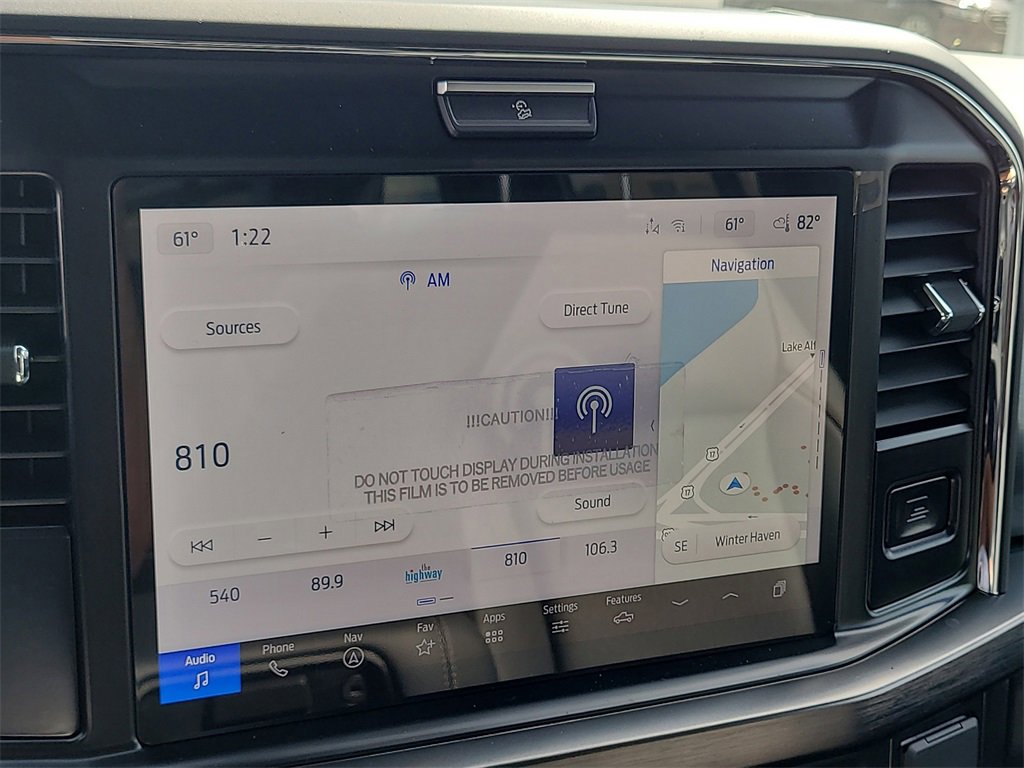 61° 1:22 61° 82°
AM
Navigation
Sources
Direct Tune
Lake Alf
!!!CAUTION!!!
810
DO NOT TOUCH DISPLAY DURING INSTALLATION
THIS FILM IS TO BE REMOVED BEFORE USAGE
17
17
Sound
SE Winter Haven
540 89.9 the highway 810 106.3
Audio Phone Nav Fav Apps Settings Features